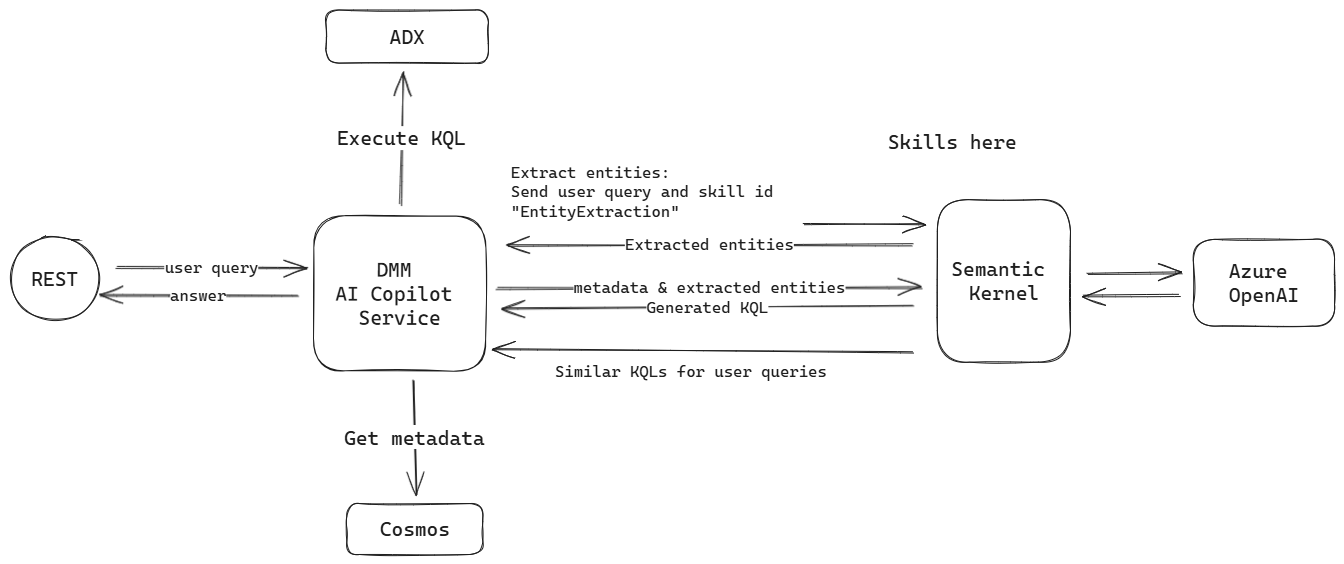 ADX
Execute KQL
Skills here
Extract entities:
Send user query and skill id
"EntityExtraction"
Extracted entities
REST
user query
answer
DMM
AI Copilot
Service
metadata & extracted entities
Generated KQL
Similar KQLs for user queries
Semantic
Kernel
Azure
OpenAI
Get metadata
Cosmos